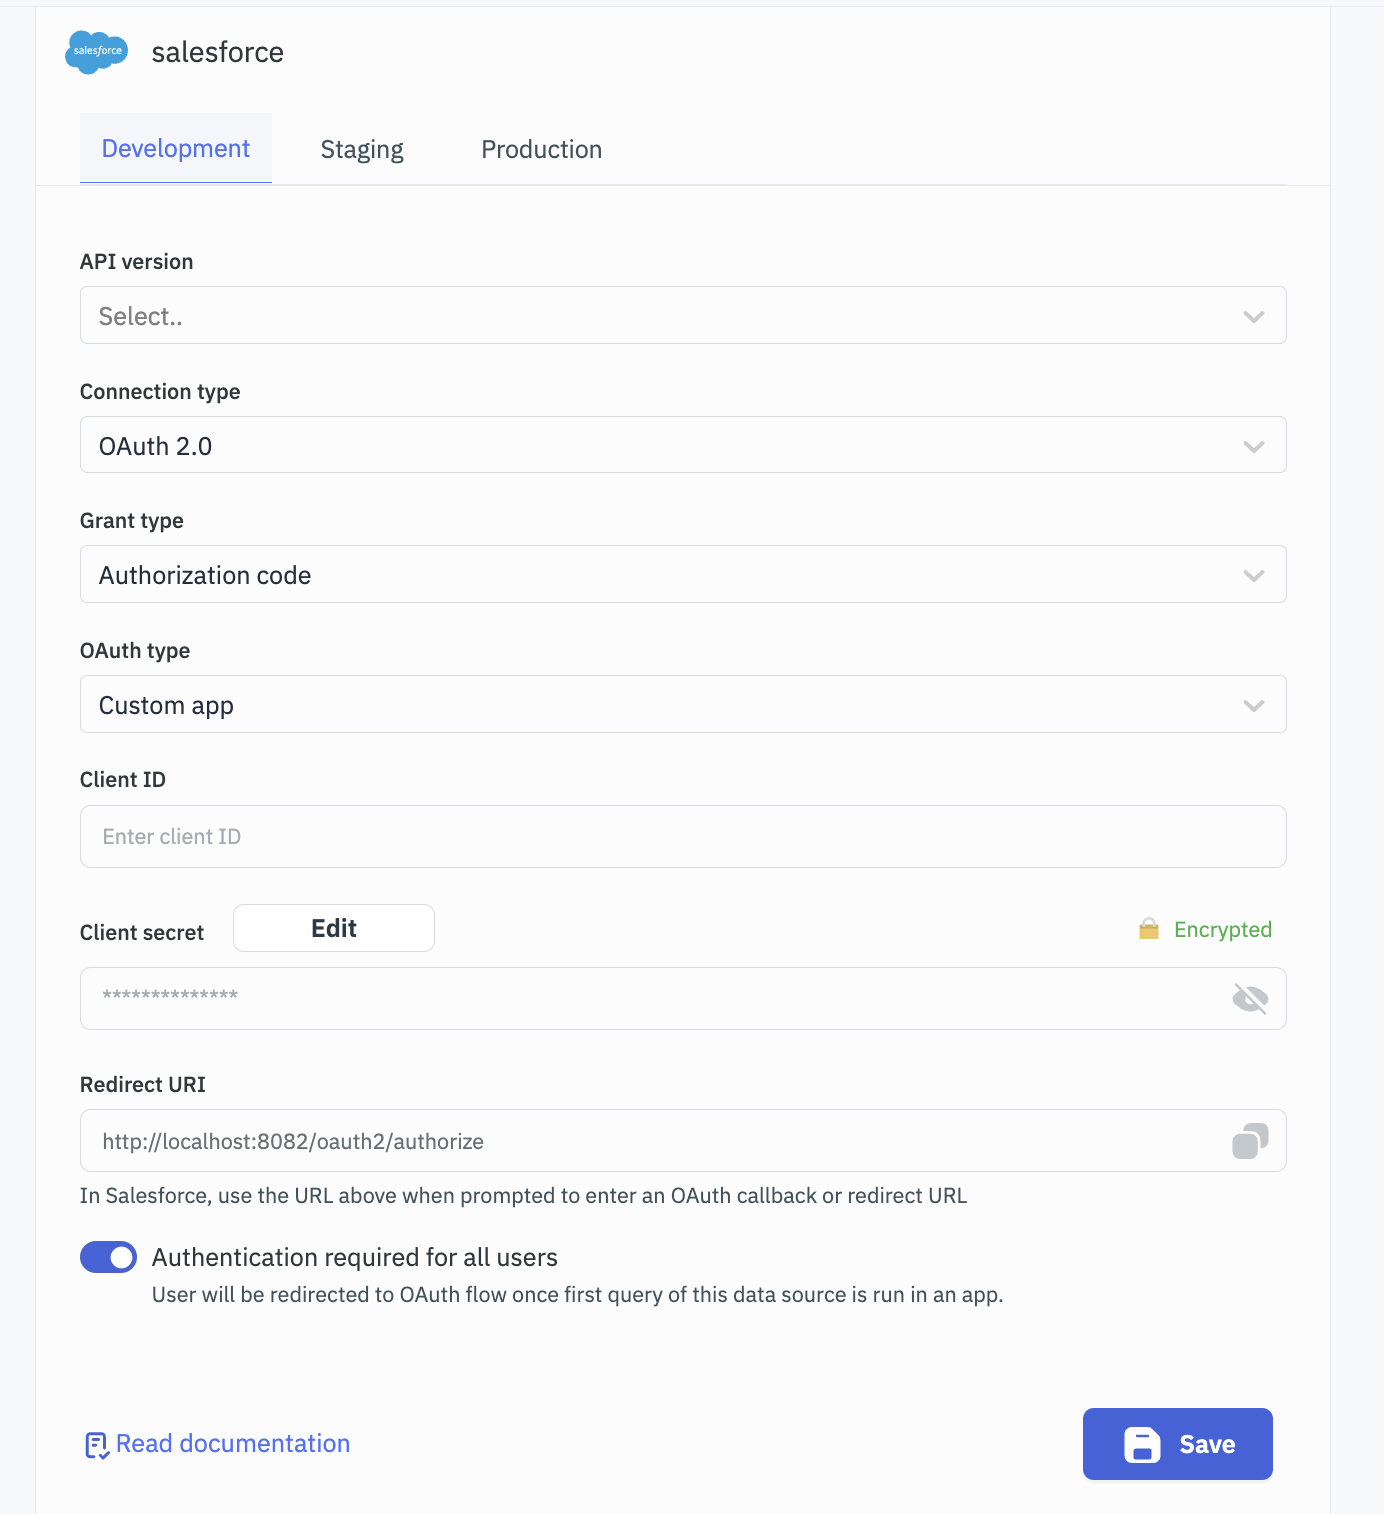 salesforce salesforce
Development Staging Production
API version
Select..
Connection type
OAuth 2.0
Grant type
Authorization code
OAuth type
Custom app
Client ID
Enter client ID
Client secret Edit Encrypted
**************
Redirect URI
http://localhost:8082/oauth2/authorize
In Salesforce, use the URL above when prompted to enter an OAuth callback or redirect URL
Authentication required for all users
User will be redirected to OAuth flow once first query of this data source is run in an app.
Read documentation Save